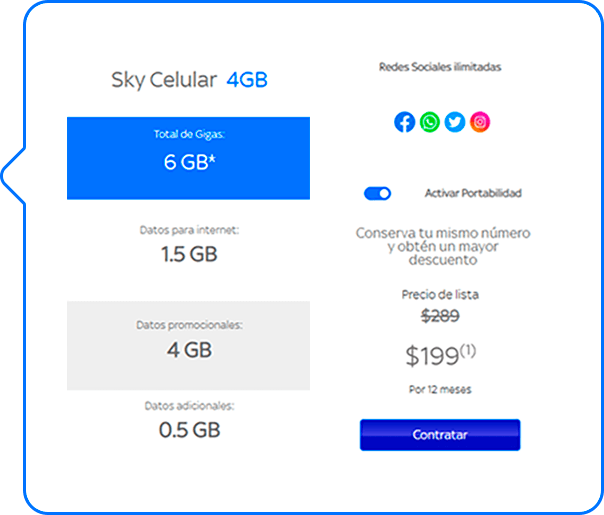 Sky Celular 4GB
Total de Gigas:
6 GB*
Datos para internet:
1.5 GB
Datos promocionales:
4 GB
Datos adicionales:
0.5 GB
Redes Sociales ilimitadas
Activar Portabilidad
Conserva tu mismo número
y obtén un mayor
descuento
Precio de lista
$289
$199(1)
Por 12 meses
Contratar